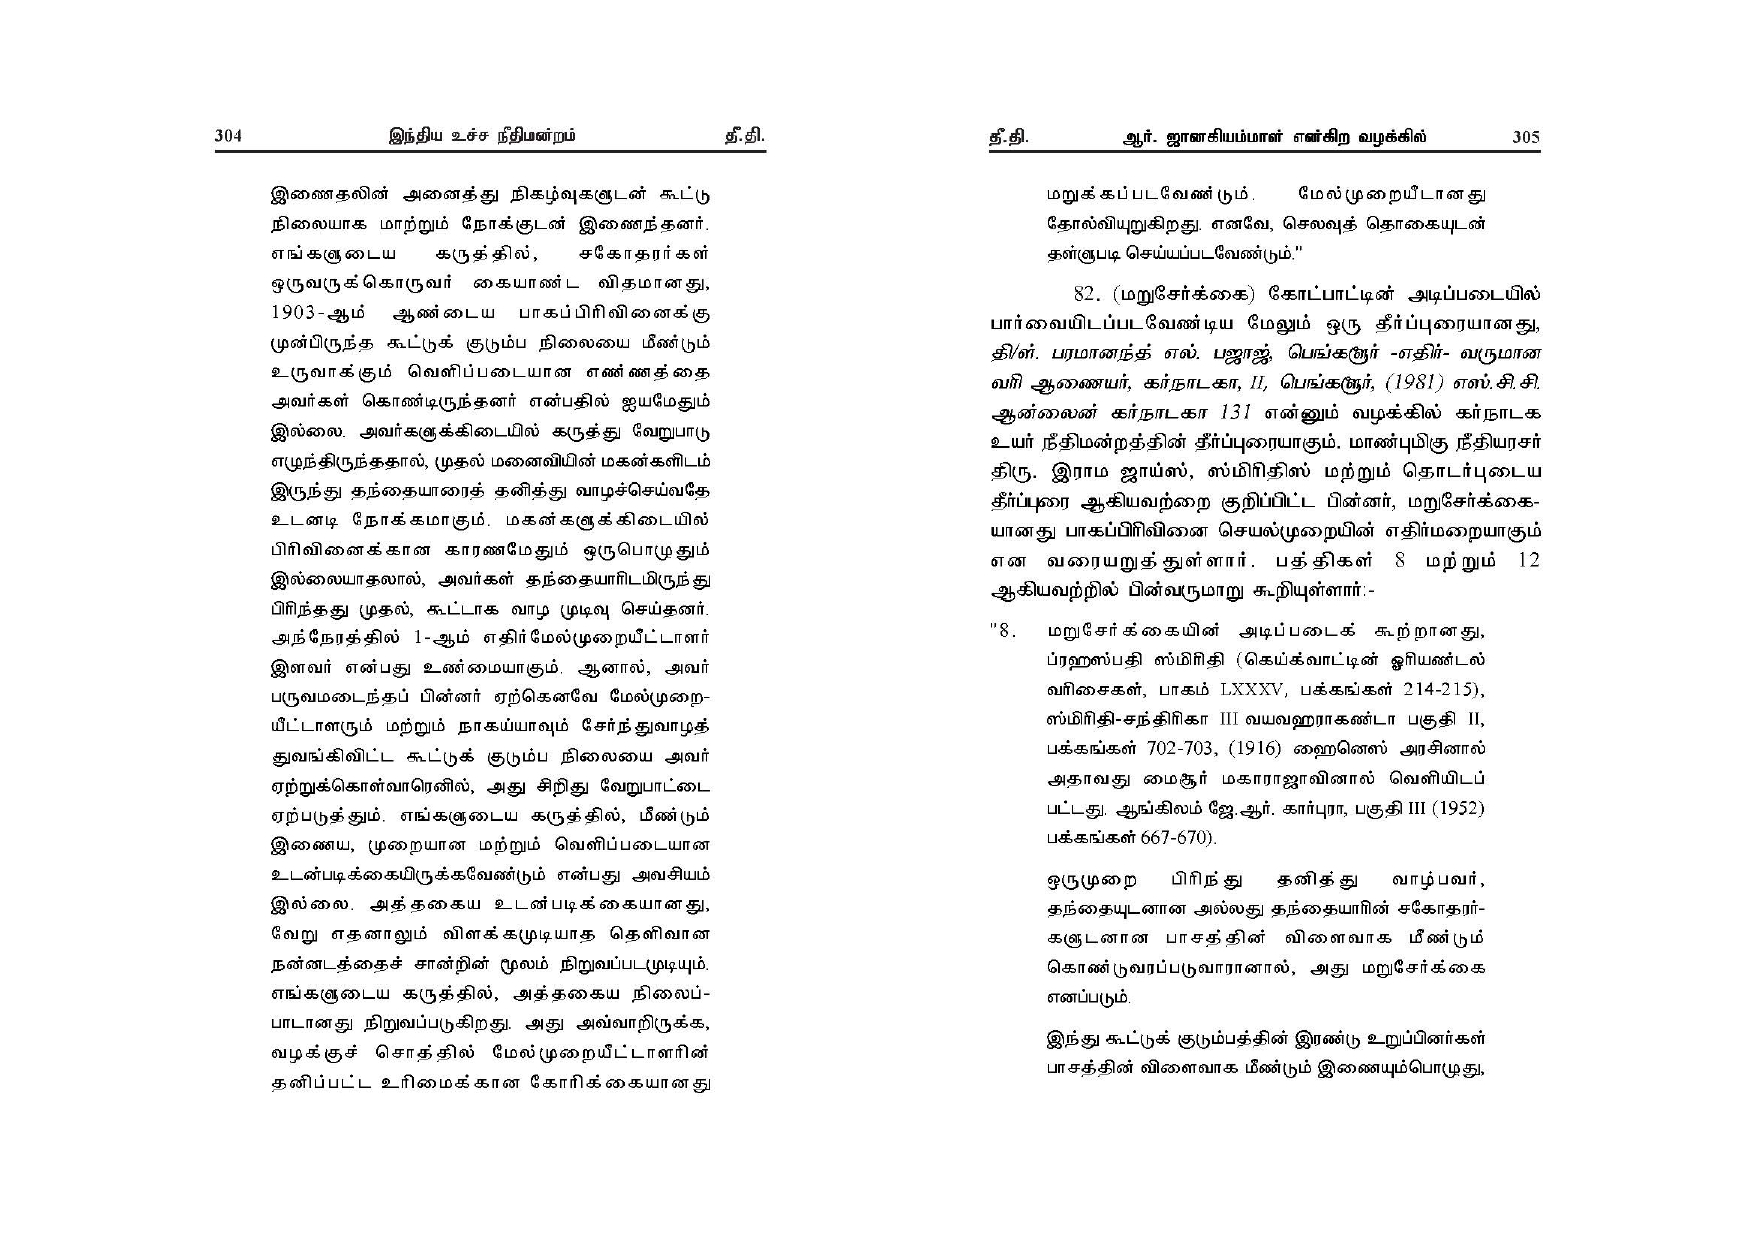 304 இந்திய உச்ச நீதிமன்றம் தீ.தி.
இணைதலின் அனைத்து நிகழ்வுகளுடன் கூட்டு
நிலையாக மாற்றும் நோக்குடன் இணைந்தனர்.
எங்களுடைய கருத்தில், சகோதரர்கள்
ஒருவருக்கொருவர் கையாண்ட விதமானது,
1903-ஆம் ஆண்டைய பாகப்பிரிவினைக்கு
முன்பிருந்த கூட்டுக் குடும்ப நிலையை மீண்டும்
உருவாக்கும் வெளிப்படையான எண்ணத்தை
அவர்கள் கொண்டிருந்தனர் என்பதில் ஐயமேதும்
இல்லை. அவர்களுக்கிடையில் கருத்து வேறுபாடு
எழுந்திருந்ததால், முதல் மனைவியின் மகன்களிடம்
இருந்து தந்தையாரைத் தனித்து வாழச்செய்வதே
உடனடி நோக்கமாகும். மகன்களுக்கிடையில்
பிரிவினைக்கான காரணமேதும் ஒருபொழுதும்
இல்லையாதலால், அவர்கள் தந்தையாரிடமிருந்து
பிரிந்தது முதல், கூட்டாக வாழ முடிவு செய்தனர்.
அந்நேரத்தில் 1-ஆம் எதிர்மேல்முறையீட்டாளர்
இளவர் என்பது உண்மையாகும். ஆனால், அவர்
பருவமடைந்தப் பின்னர் ஏற்கெனவே மேல்முறை-
யீட்டாளரும் மற்றும் நாகய்யாவும் சேர்ந்துவாழத்
துவங்கிவிட்ட கூட்டுக் குடும்ப நிலையை அவர்
ஏற்றுக்கொள்வாரெனில், அது சிறிது வேறுபாட்டை
ஏற்படுத்தும். எங்களுடைய கருத்தில், மீண்டும்
இணைய, முறையான மற்றும் வெளிப்படையான
உடன்படிக்கையிருக்கவேண்டும் என்பது அவசியம்
இல்லை. அத்தகைய உடன்படிக்கையானது,
வேறு எதனாலும் விளக்கமுடியாத தெளிவான
நன்னடத்தைச் சான்றின் மூலம் நிறுவப்படமுடியும்.
எங்களுடைய கருத்தில், அத்தகைய நிலைப்-
பாடானது நிறுவப்படுகிறது. அது அவ்வாறிருக்க,
வழக்குச் சொத்தில் மேல்முறையீட்டாளரின்
தனிப்பட்ட உரிமைக்கான கோரிக்கையானது
தீ.தி. ஆர். ஜானகியம்மாள் என்கிற வழக்கில் 305
மறுக்கப்படவேண்டும். மேல்முறையீடானது
தோல்வியுறுகிறது. எனவே, செலவுத் தொகையுடன்
தள்ளுபடி செய்யப்படவேண்டும்."
82. (மறுசேர்க்கை) கோட்பாட்டின் அடிப்படையில்
பார்வையிடப்படவேண்டிய மேலும் ஒரு தீர்ப்புரையானது,
தி/ள். பரமானந்த் எல். பஜாஜ், பெங்களூர் -எதிர்- வருமான
வரி ஆணையர், கர்நாடகா, II, பெங்களூர், (1981) எஸ்.சி.சி.
ஆன்லைன் கர்நாடகா 131 என்னும் வழக்கில் கர்நாடக
உயர் நீதிமன்றத்தின் தீர்ப்புரையாகும். மாண்புமிகு நீதியரசர்
திரு. இராம ஜாய்ஸ், ஸ்மிரிதிஸ் மற்றும் தொடர்புடைய
தீர்ப்புரை ஆகியவற்றை குறிப்பிட்ட பின்னர், மறுசேர்க்கை-
யானது பாகப்பிரிவினை செயல்முறையின் எதிர்மறையாகும்
என வரையறுத்துள்ளார். பத்திகள் 8 மற்றும் 12
ஆகியவற்றில் பின்வருமாறு கூறியுள்ளார்:-
"8. மறுசேர்க்கையின் அடிப்படைக் கூற்றானது,
ப்ரஹஸ்பதி ஸ்மிரிதி (கெய்க்வாட்டின் ஓரியண்டல்
வரிசைகள், பாகம் LXXXV, பக்கங்கள் 214-215),
ஸ்மிரிதி-சந்திரிகா III வயவஹராகண்டா பகுதி II,
பக்கங்கள் 702-703, (1916) ஹைனெஸ் அரசினால்
அதாவது மைசூர் மகாராஜாவினால் வெளியிடப்
பட்டது. ஆங்கிலம் ஜே.ஆர். கார்புரா, பகுதி III (1952)
பக்கங்கள் 667-670).
ஒருமுறை பிரிந்து தனித்து வாழ்பவர்,
தந்தையுடனான அல்லது தந்தையாரின் சகோதரர்-
களுடனான பாசத்தின் விளைவாக மீண்டும்
கொண்டுவரப்படுவாரானால், அது மறுசேர்க்கை
எனப்படும்.
இந்து கூட்டுக் குடும்பத்தின் இரண்டு உறுப்பினர்கள்
பாசத்தின் விளைவாக மீண்டும் இணையும்பொழுது,